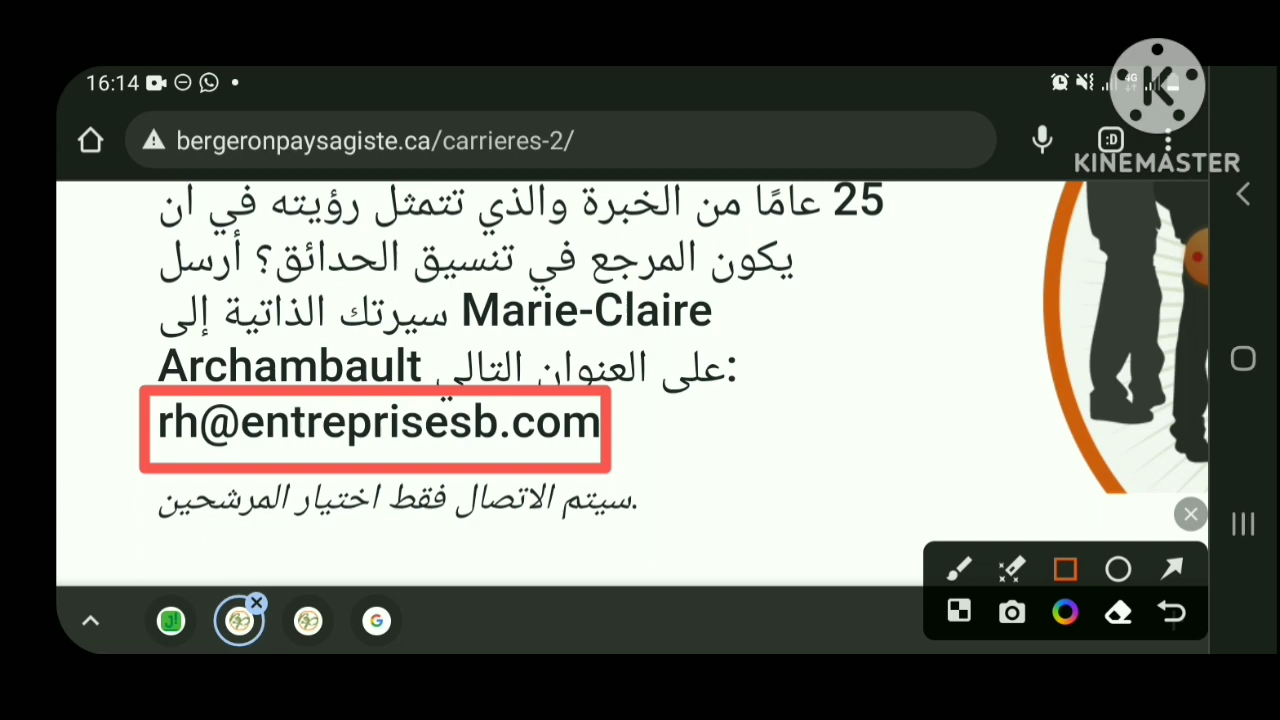 16:14
4G
KINEMASTER
bergeronpaysagiste.ca/carrieres-2/
:D
25 عامًا من الخبرة والذي تتمثل رؤيته في أن
يكون المرجع في تنسيق الحدائق؟ أرسل
سيرتك الذاتية إلى Marie-Claire
Archambault على العنوان التالي:
rh@entreprisesb.com
سيتم الاتصال فقط اختيار المرشحين.
J!
G